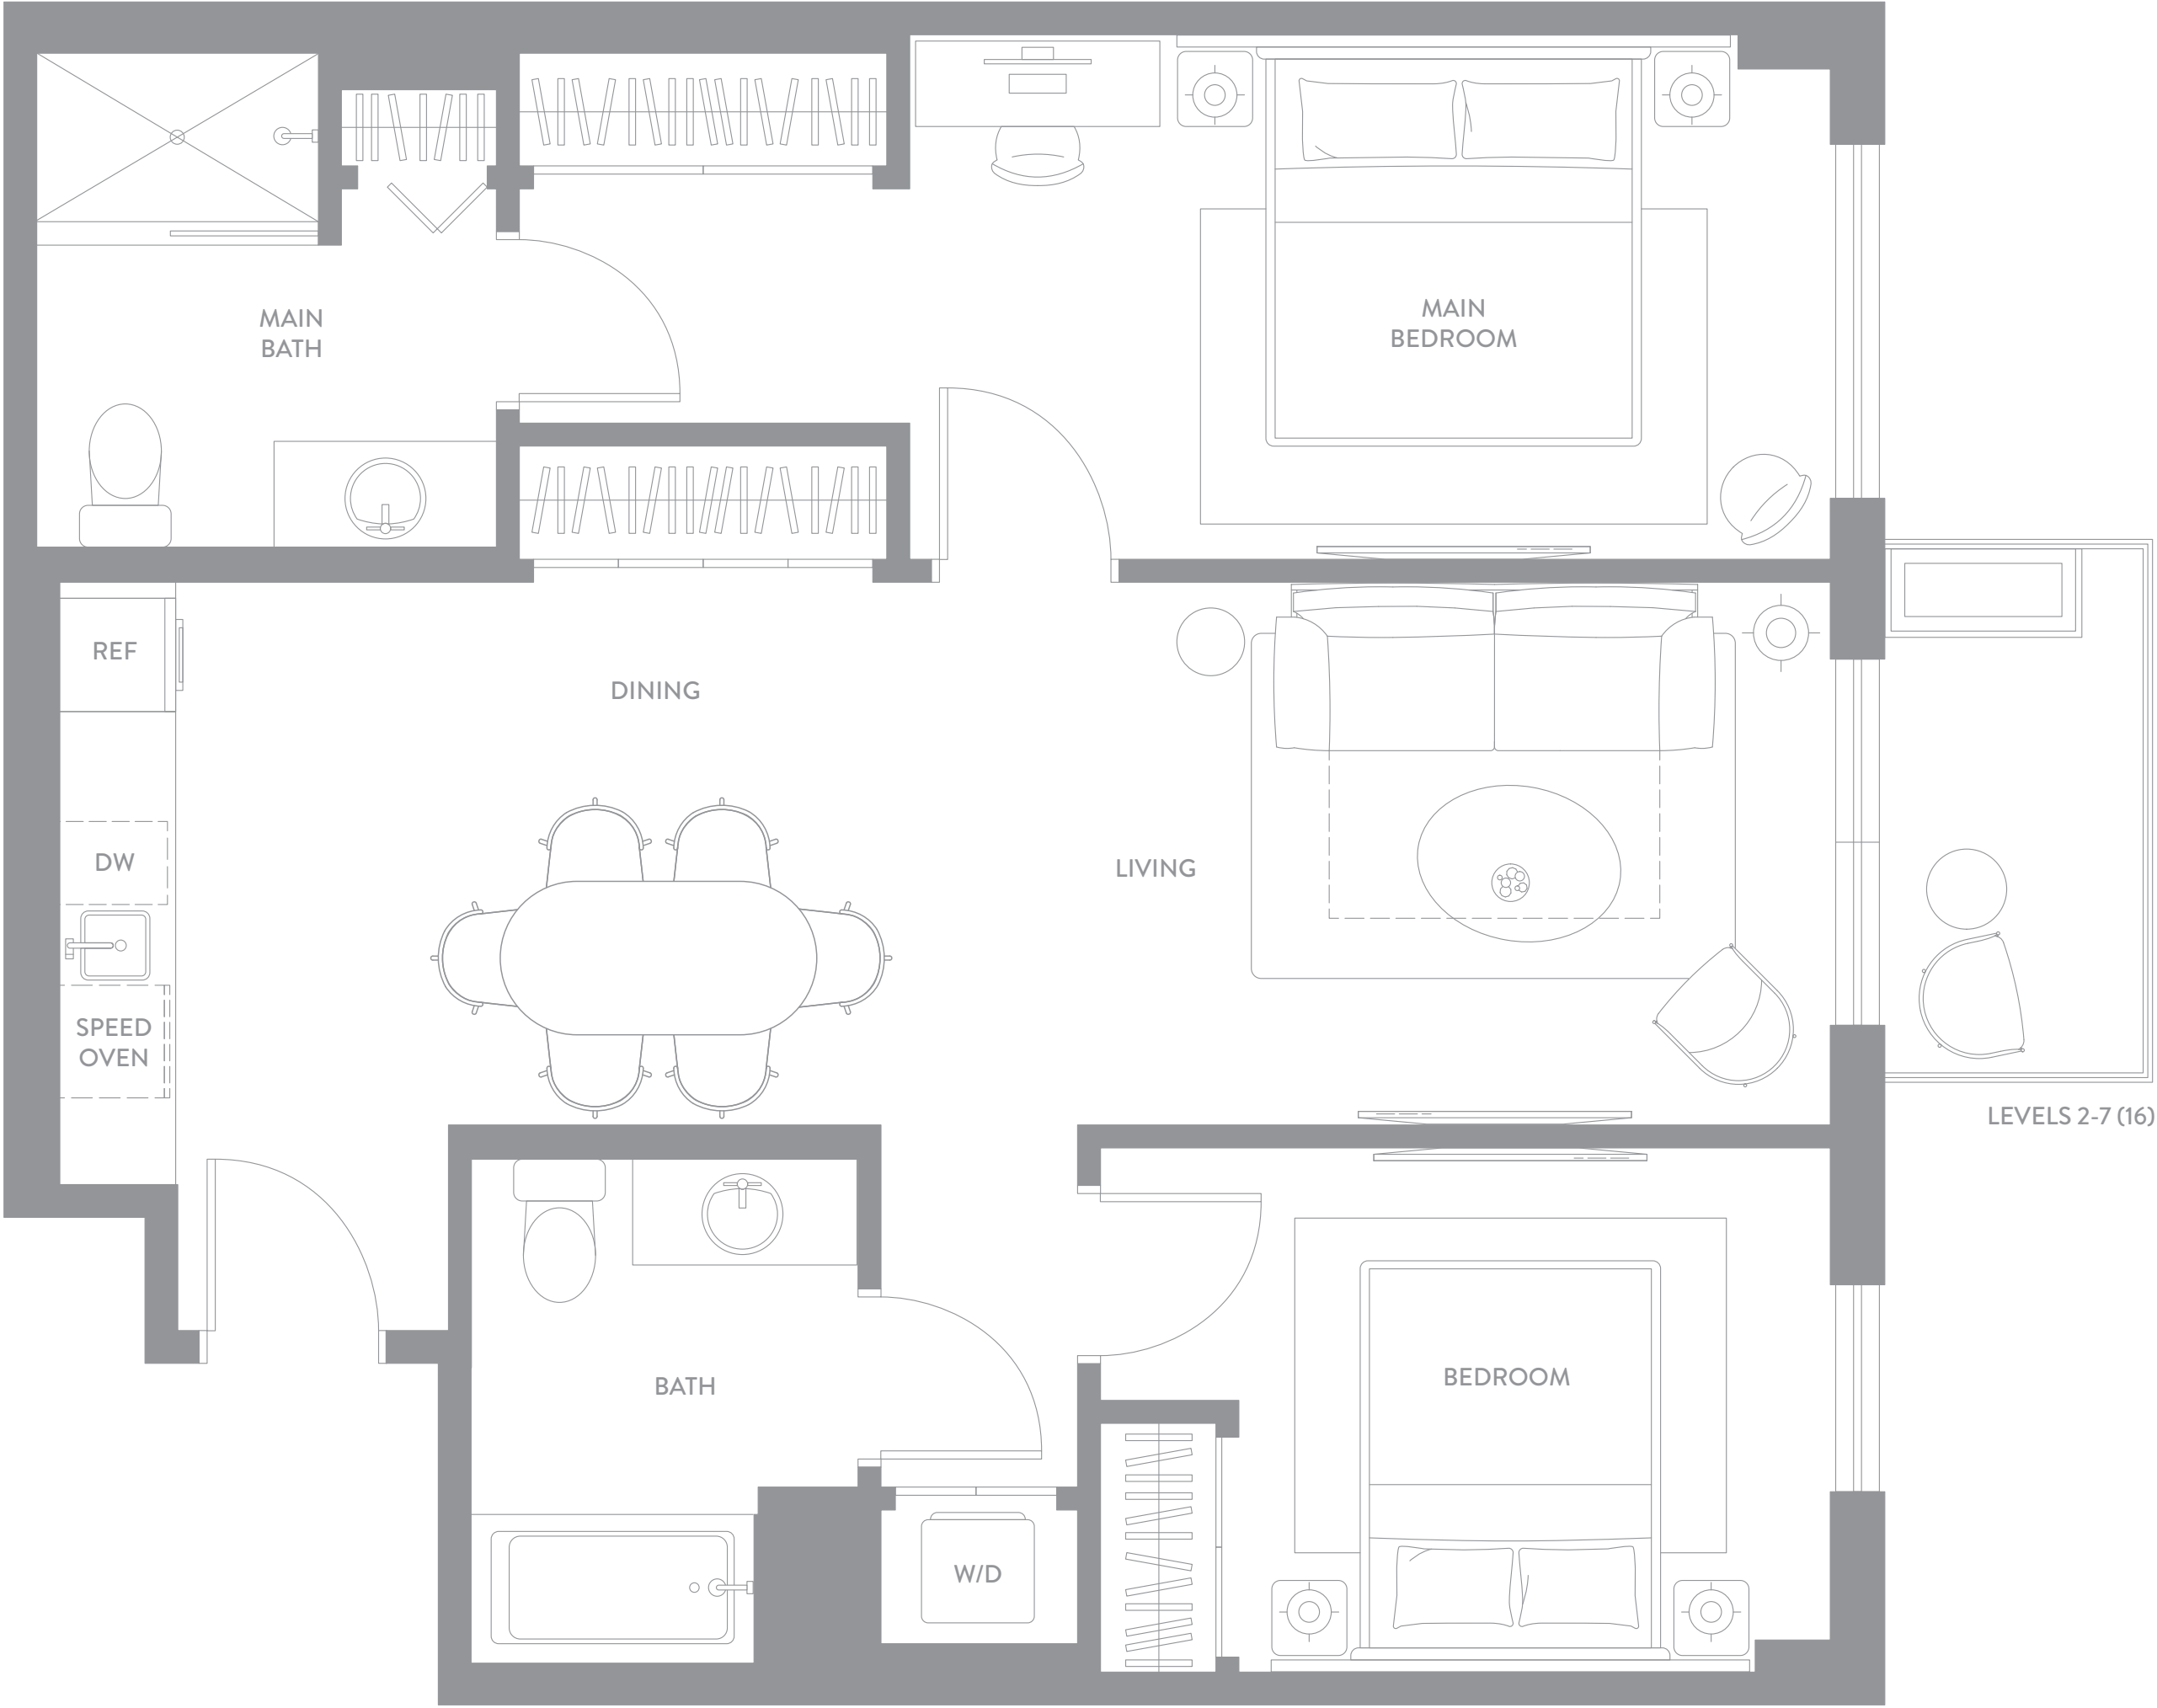 MAIN
BATH
MAIN
BEDROOM
REF
DINING
DW
LIVING
SPEED
OVEN
LEVELS 2-7 (16)
BATH
BEDROOM
W/D